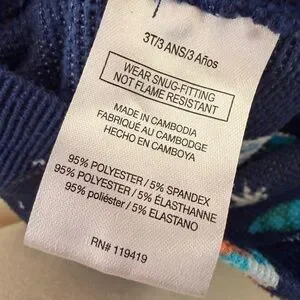 3T/3 ANS/3 Años
WEAR SNUG-FITTING
NOT FLAME RESISTANT
MADE IN CAMBODIA
FABRIQUÉ AU CAMBODGE
HECHO EN CAMBOYA
95% POLYESTER / 5% SPANDEX
95% POLYESTER / 5% ÉLASTHANNE
95% poliéster / 5% ELASTANO
RN# 119419